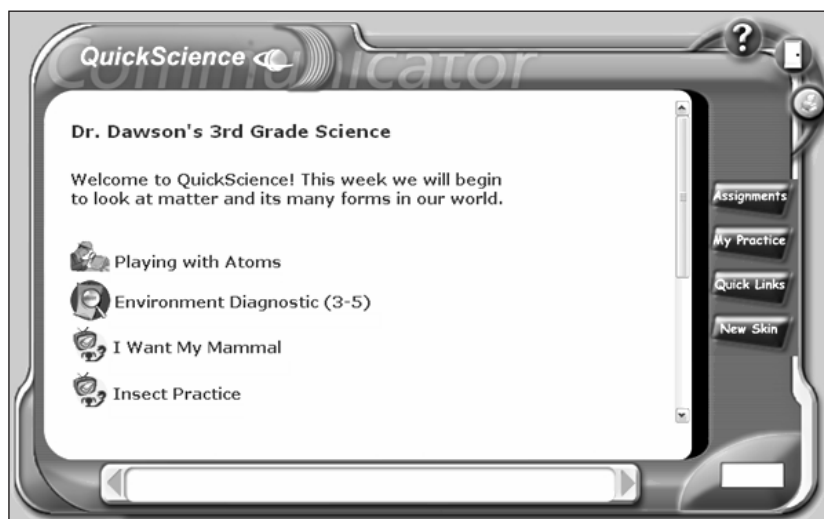 QuickScience
Communicator
?
Dr. Dawson's 3rd Grade Science
Welcome to QuickScience! This week we will begin
to look at matter and its many forms in our world.
Playing with Atoms
Environment Diagnostic (3-5)
I Want My Mammal
Insect Practice
Assignments
My Practice
Quick Links
New Skin